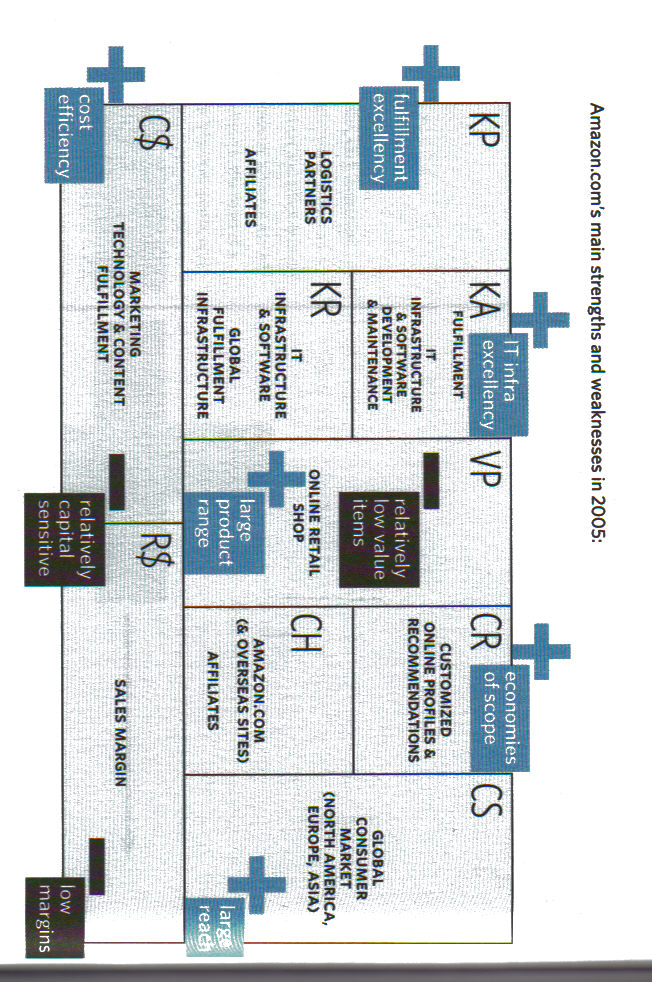 Amazon.com's main strengths and weaknesses in 2005:
KP
fulfillment
excellency
LOGISTICS
PARTNERS
AFFILIATES
KA
IT infra
excellency
FULFILLMENT
IT
INFRASTRUCTURE
& SOFTWARE
DEVELOPMENT
& MAINTENANCE
KR
IT
INFRASTRUCTURE
& SOFTWARE
GLOBAL
FULFILLMENT
INFRASTRUCTURE
VP
relatively
low value
items
ONLINE RETAIL
SHOP
large
product
range
CR
economies
of scope
CUSTOMIZED
ONLINE PROFILES &
RECOMMENDATIONS
CH
AMAZON.COM
(& OVERSEAS SITES)
AFFILIATES
CS
GLOBAL
CONSUMER
MARKET
(NORTH AMERICA,
EUROPE, ASIA)
large
reach
C$
cost
efficiency
MARKETING
TECHNOLOGY & CONTENT
FULFILLMENT
relatively
capital
sensitive
R$
SALES MARGIN
low
margins